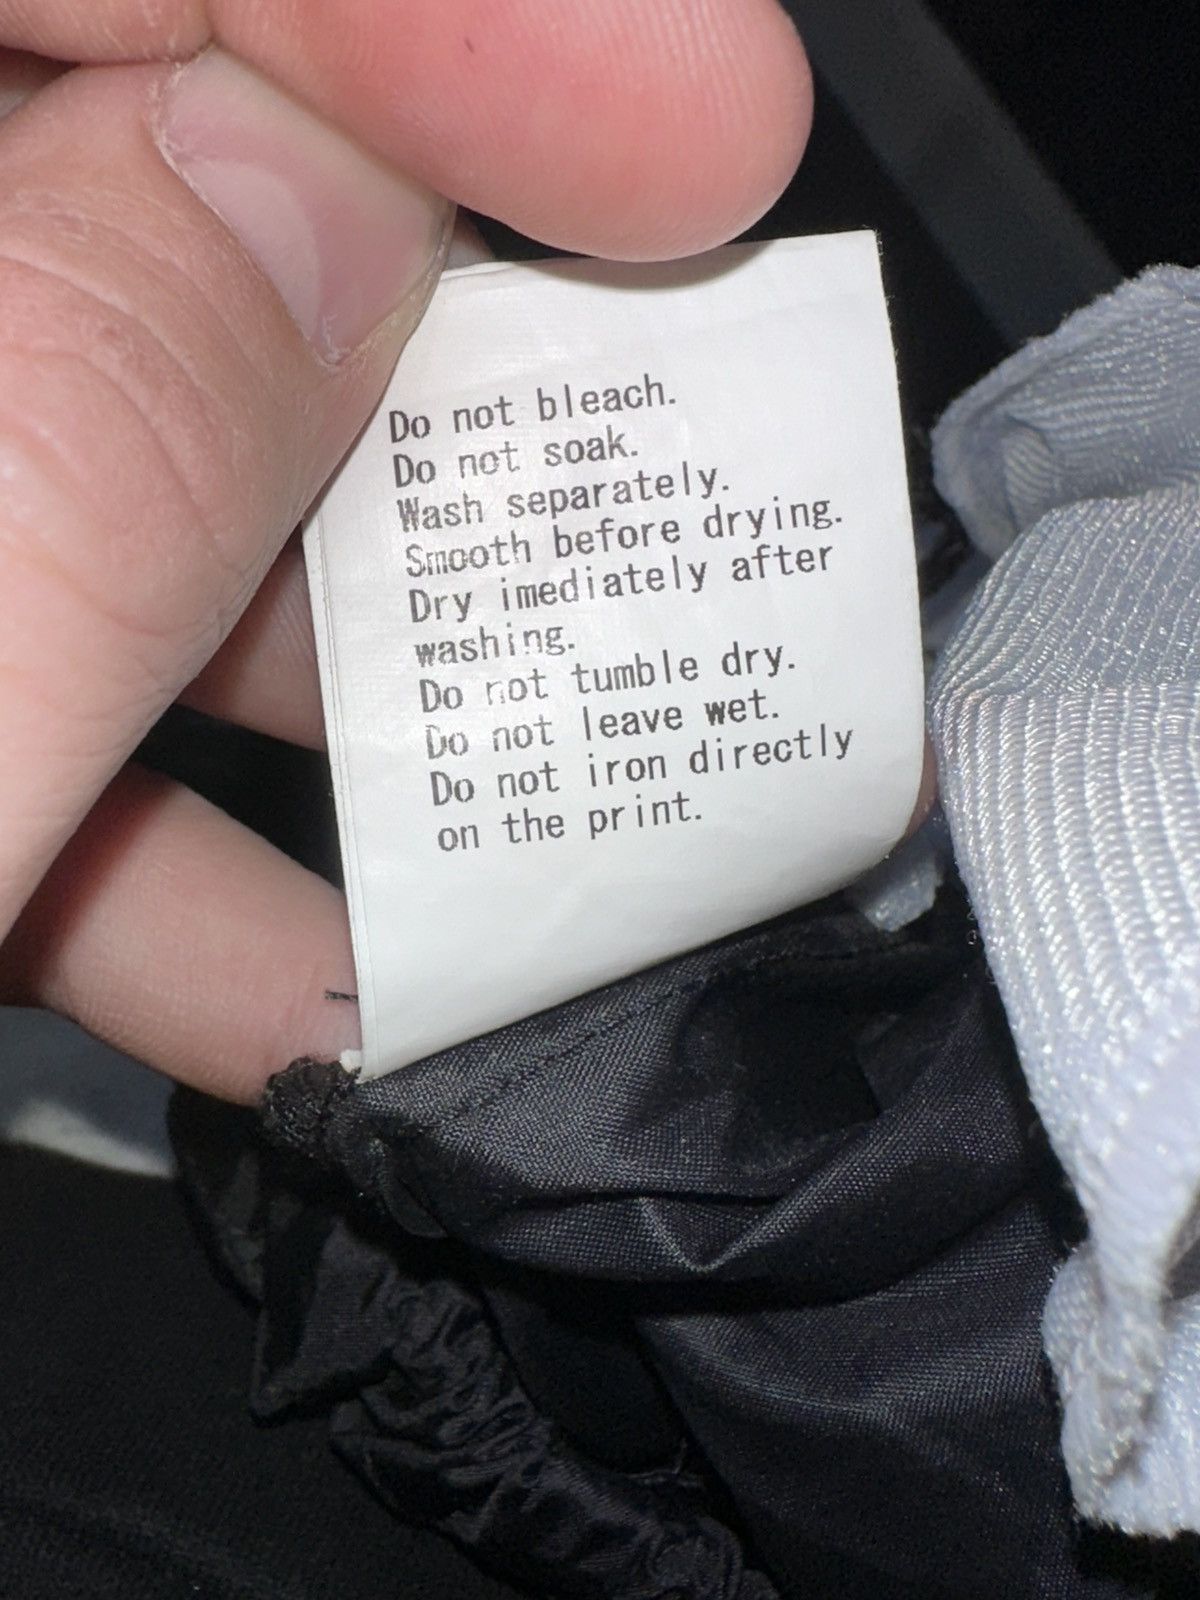 Do not bleach.
Do not soak.
Wash separately.
Smooth before drying.
Dry imediately after
washing.
Do not tumble dry.
Do not leave wet.
Do not iron directly
on the print.